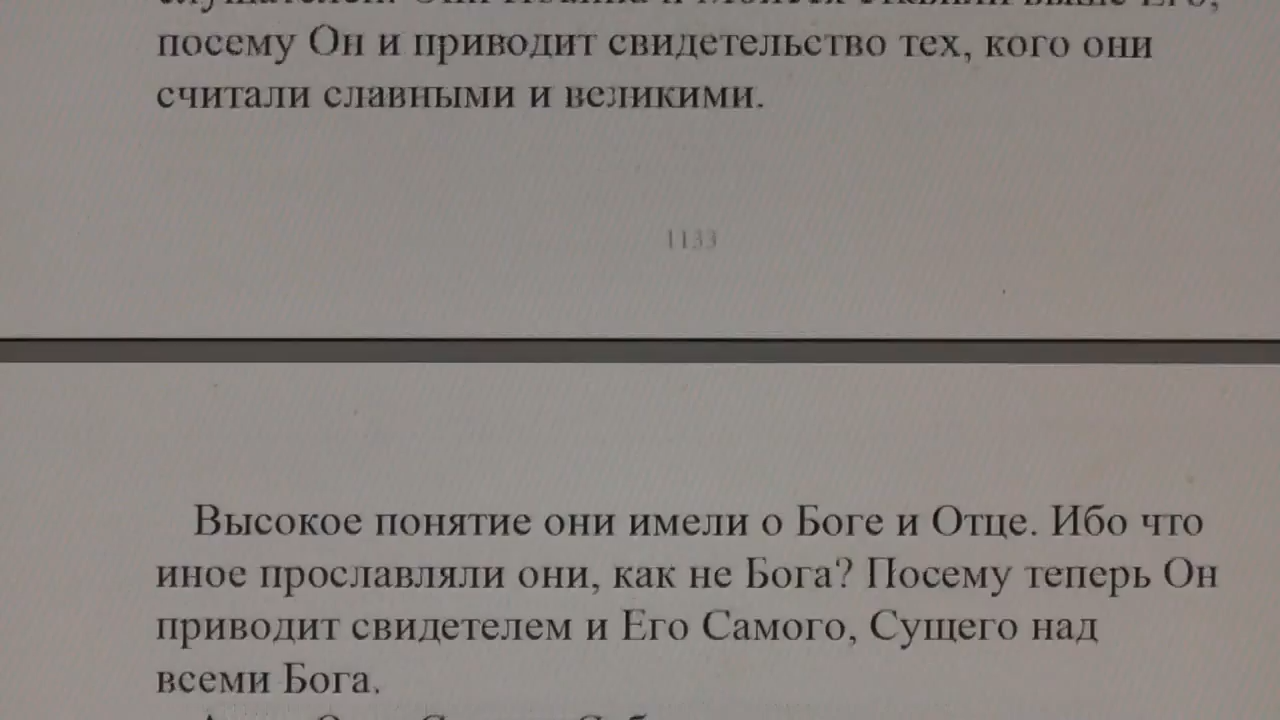 посему Он и приводит свидетельство тех, кого они
считали славными и великими.
1133
Высокое понятие они имели о Боге и Отце. Ибо что
иное прославляли они, как не Бога? Посему теперь Он
приводит свидетелем и Его Самого, Сущего над
всеми Бога.